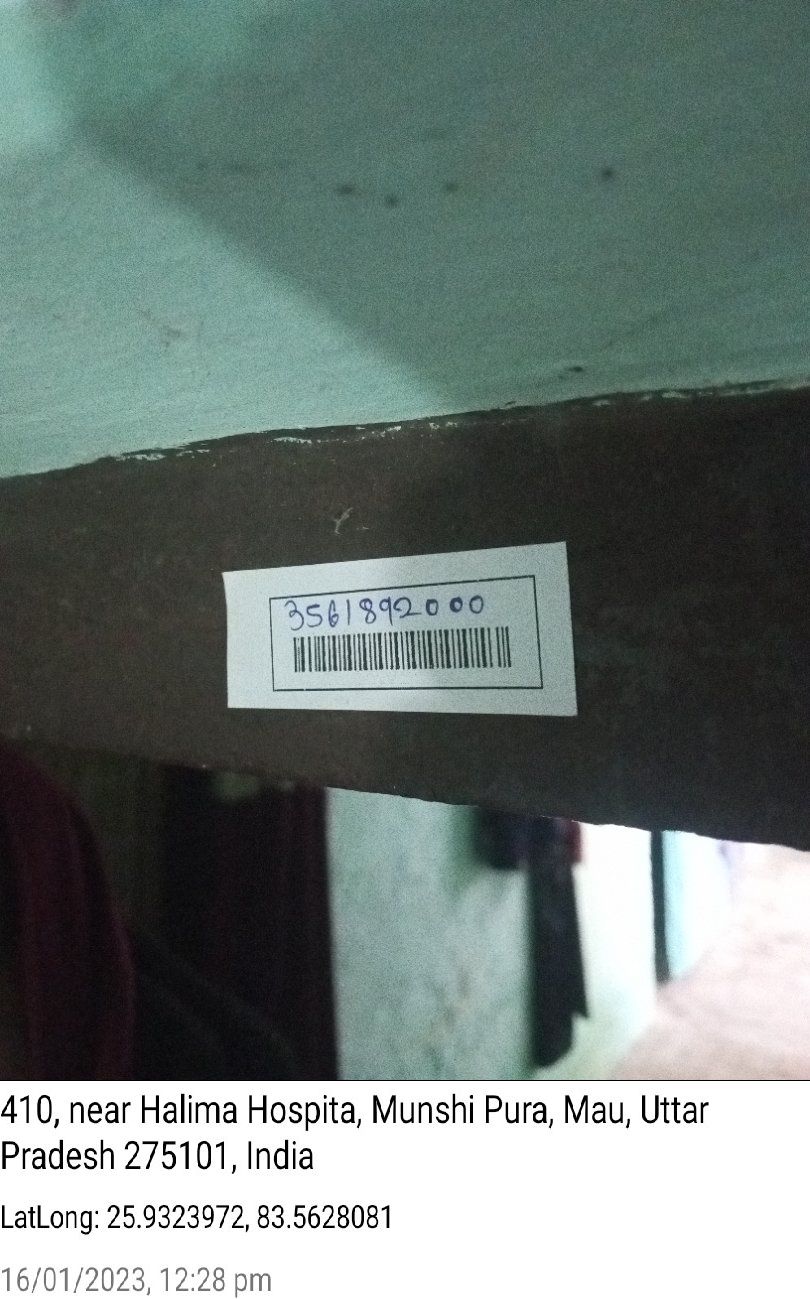 3561892000
410, near Halima Hospita, Munshi Pura, Mau, Uttar
Pradesh 275101, India
LatLong: 25.9323972, 83.5628081
16/01/2023, 12:28 pm